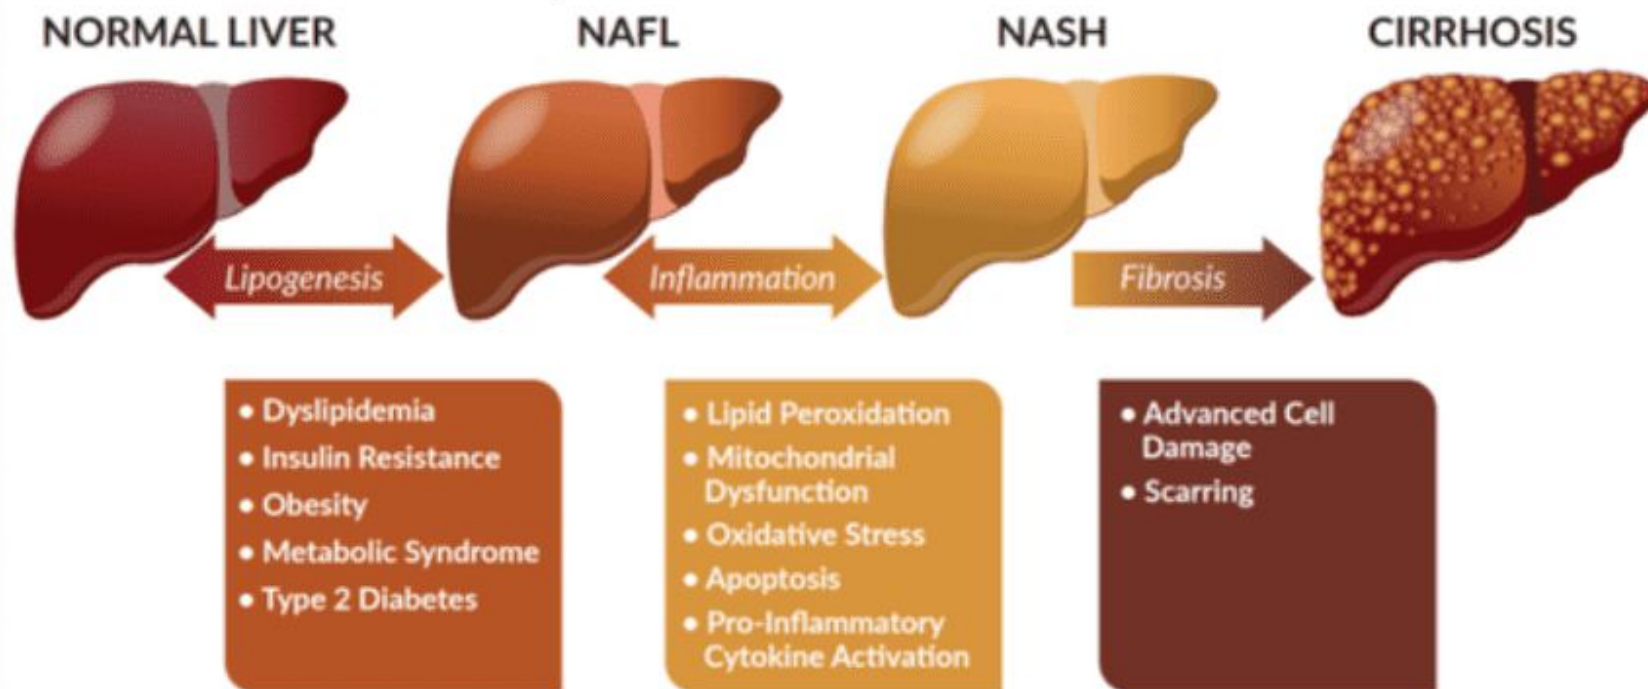 NORMAL LIVER
NAFL
NASH
CIRRHOSIS
Lipogenesis
Inflammation
Fibrosis
• Dyslipidemia
• Insulin Resistance
• Obesity
• Metabolic Syndrome
• Type 2 Diabetes
• Lipid Peroxidation
• Mitochondrial
Dysfunction
• Oxidative Stress
• Apoptosis
• Pro-Inflammatory
Cytokine Activation
• Advanced Cell
Damage
• Scarring